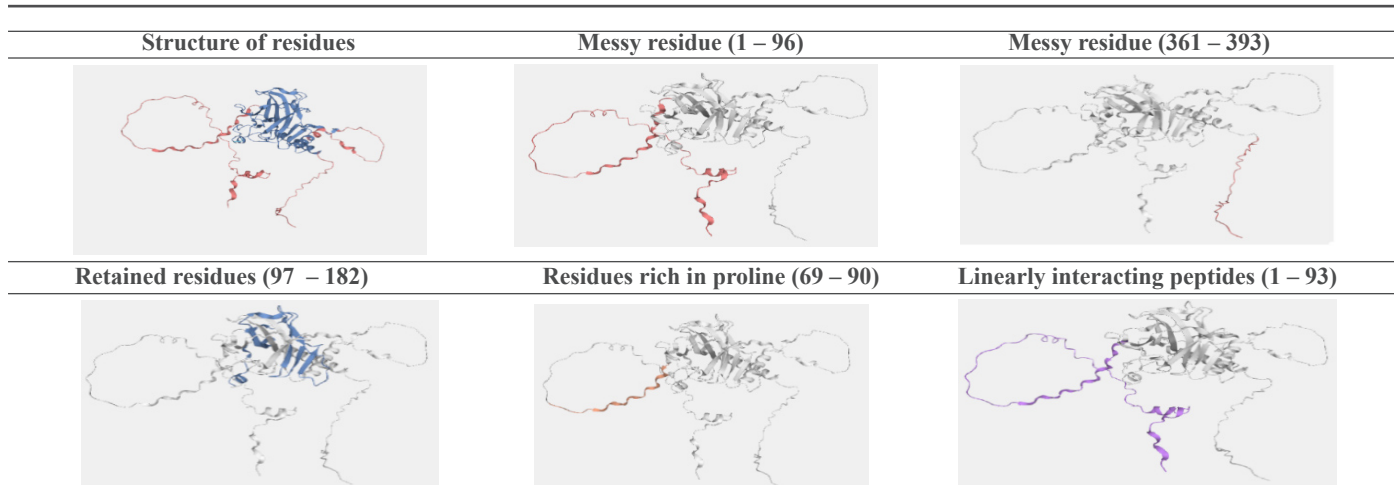 Structure of residues
Messy residue (1 – 96)
Messy residue (361 – 393)
Retained residues (97 – 182)
Residues rich in proline (69 – 90)
Linearly interacting peptides (1 – 93)